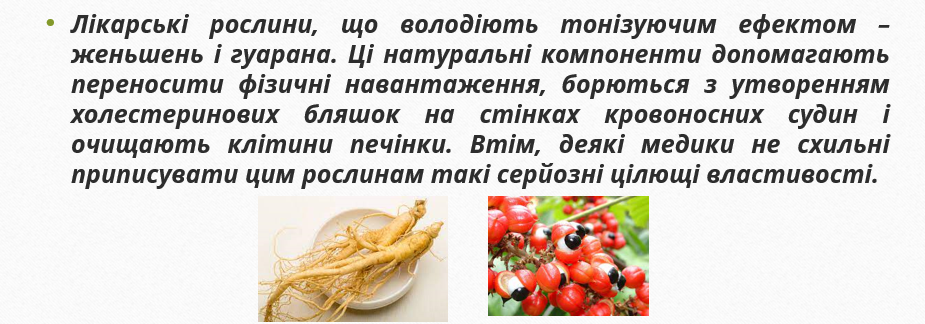 • Лікарські рослини, що володіють тонізуючим ефектом –
женьшень і гуарана. Ці натуральні компоненти допомагають
переносити фізичні навантаження, борються з утворенням
холестеринових бляшок на стінках кровоносних судин і
очищають клітини печінки. Втім, деякі медики не схильні
приписувати цим рослинам такі серйозні цілющі властивості.